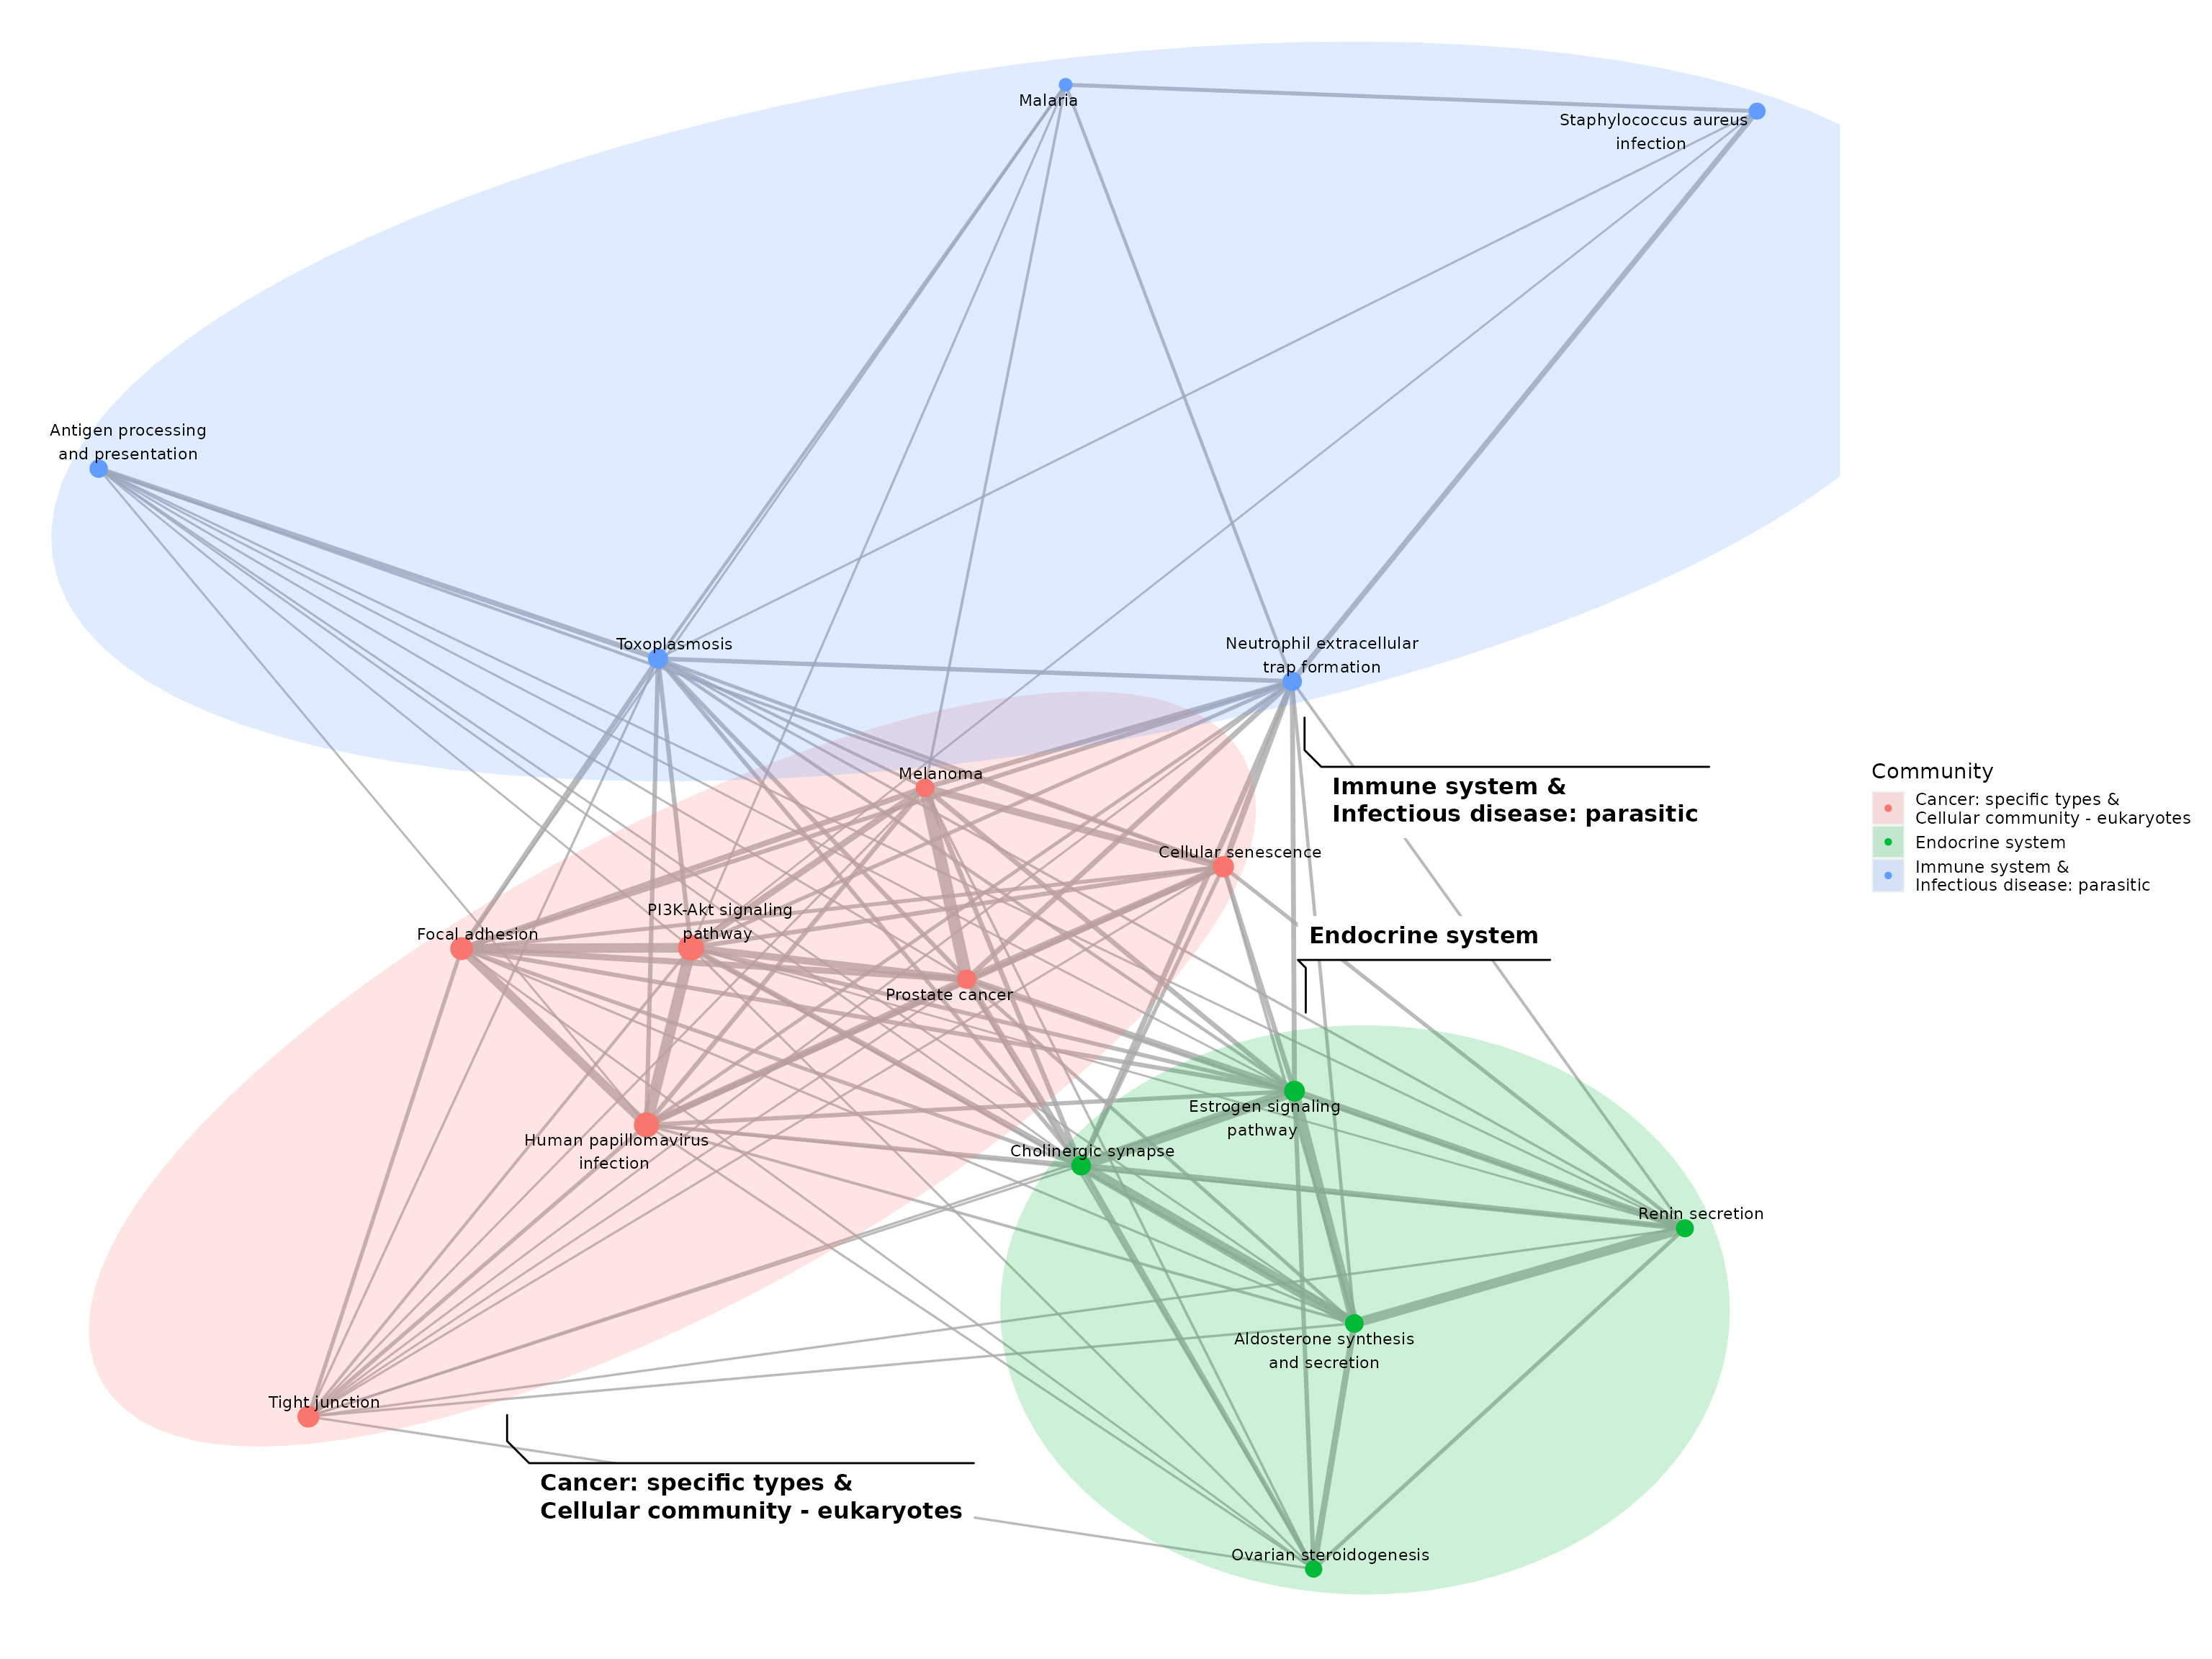 Malaria
Staphylococcus aureus
infection
Antigen processing
and presentation
Toxoplasmosis
Neutrophil extracellular
trap formation
Melanoma
Immune system &
Infectious disease: parasitic
Cellular senescence
PI3K-Akt signaling
pathway
Focal adhesion
Endocrine system
Prostate cancer
Estrogen signaling
pathway
Human papillomavirus
infection
Cholinergic synapse
Renin secretion
Aldosterone synthesis
and secretion
Tight junction
Cancer: specific types &
Cellular community - eukaryotes
Ovarian steroidogenesis
Community
Cancer: specific types &
Cellular community - eukaryotes
Endocrine system
Immune system &
Infectious disease: parasitic